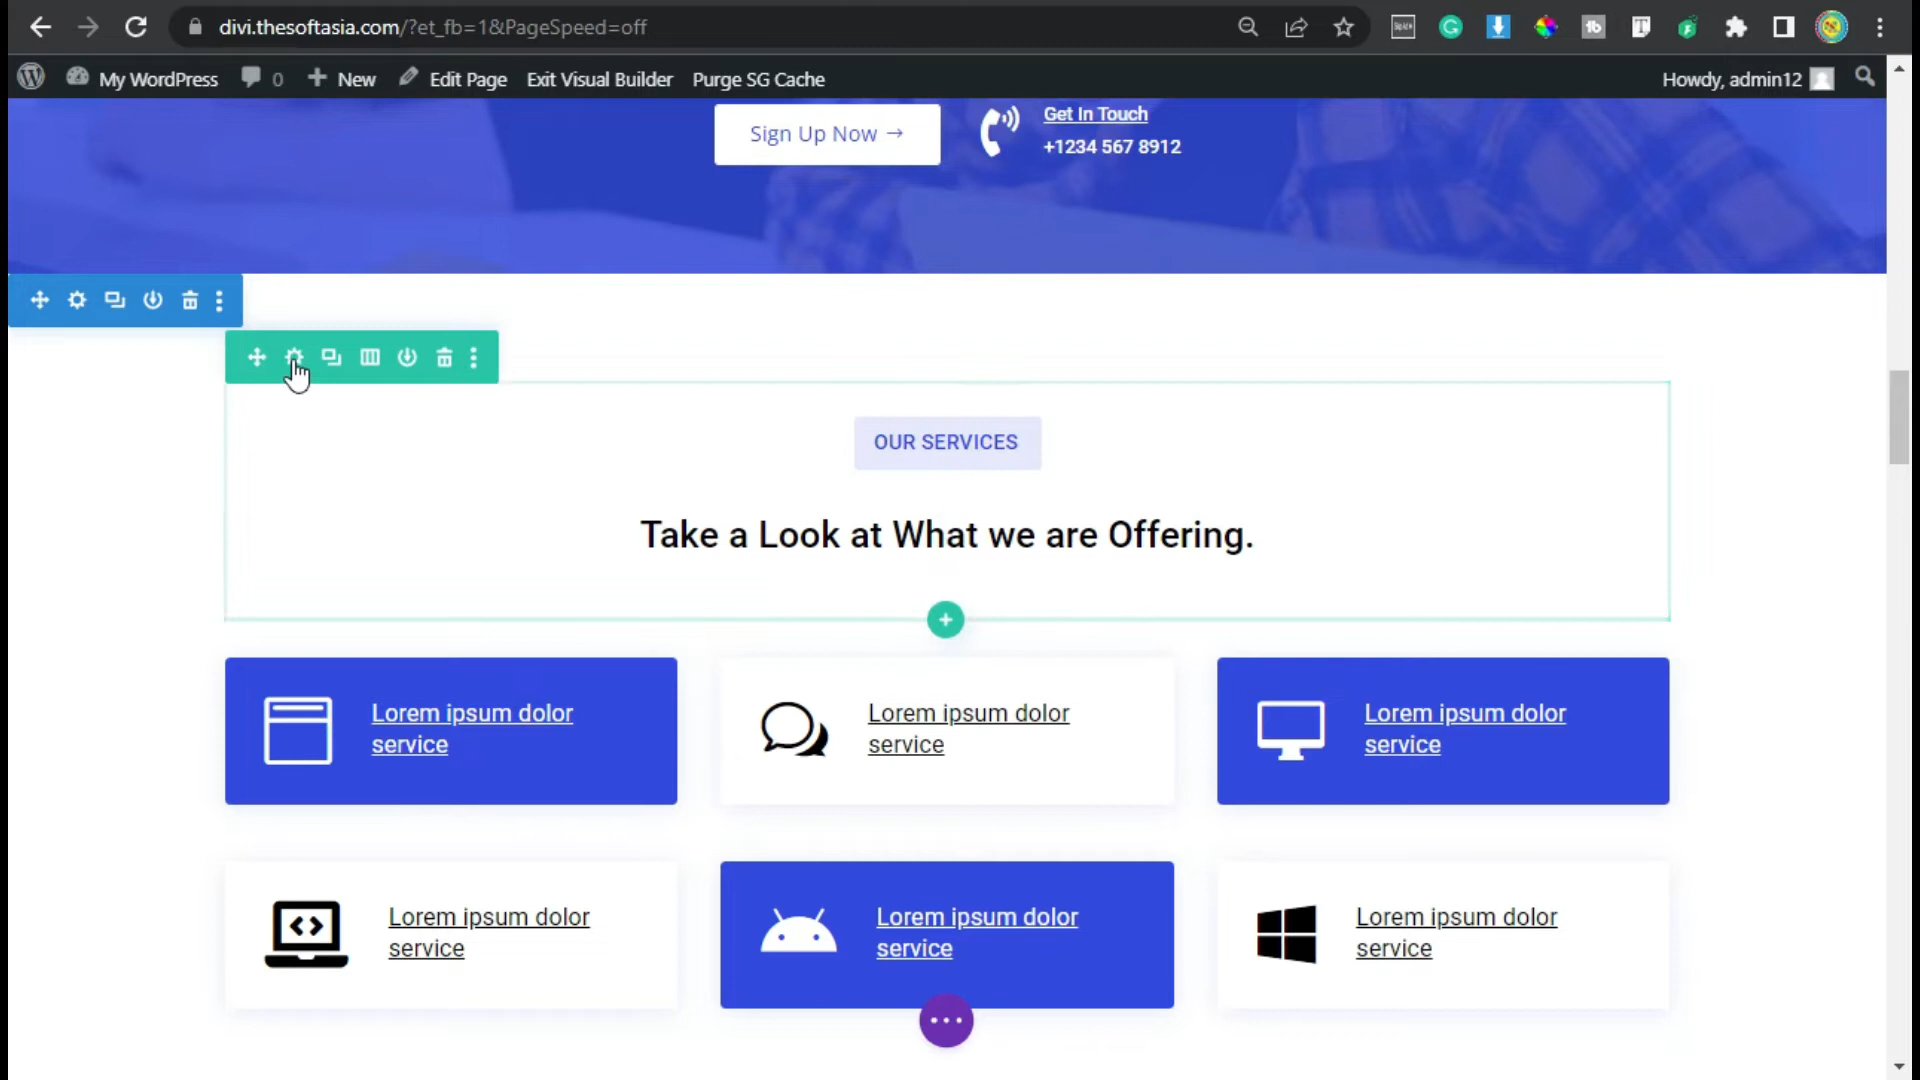 divi.thesoftasia.com/?et_fb=1&PageSpeed=off
My WordPress 0 New Edit Page Exit Visual Builder Purge SG Cache Howdy, admin12
Sign Up Now →
Get In Touch
+1234 567 8912
OUR SERVICES
Take a Look at What we are Offering.
Lorem ipsum dolor
service
Lorem ipsum dolor
service
Lorem ipsum dolor
service
Lorem ipsum dolor
service
Lorem ipsum dolor
service
Lorem ipsum dolor
service